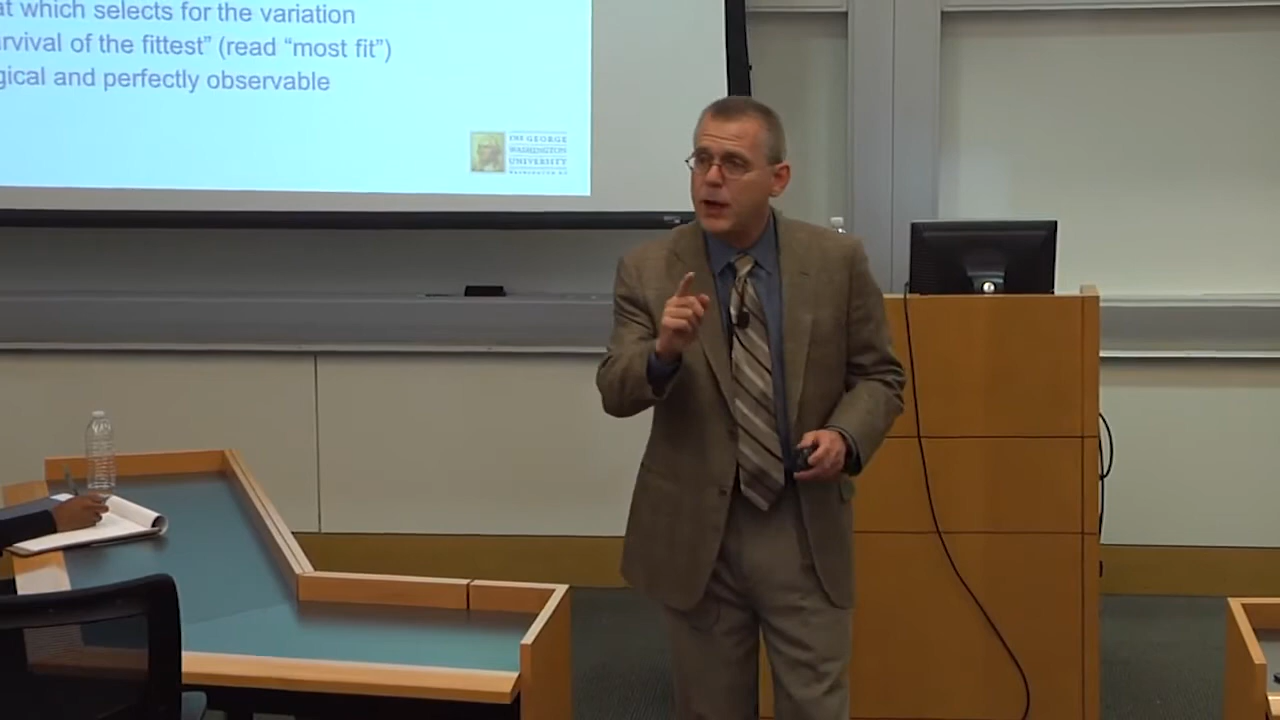 at which selects for the variation
rvival of the fittest” (read “most fit”)
gical and perfectly observable
THE GEORGE
WASHINGTON
UNIVERSITY